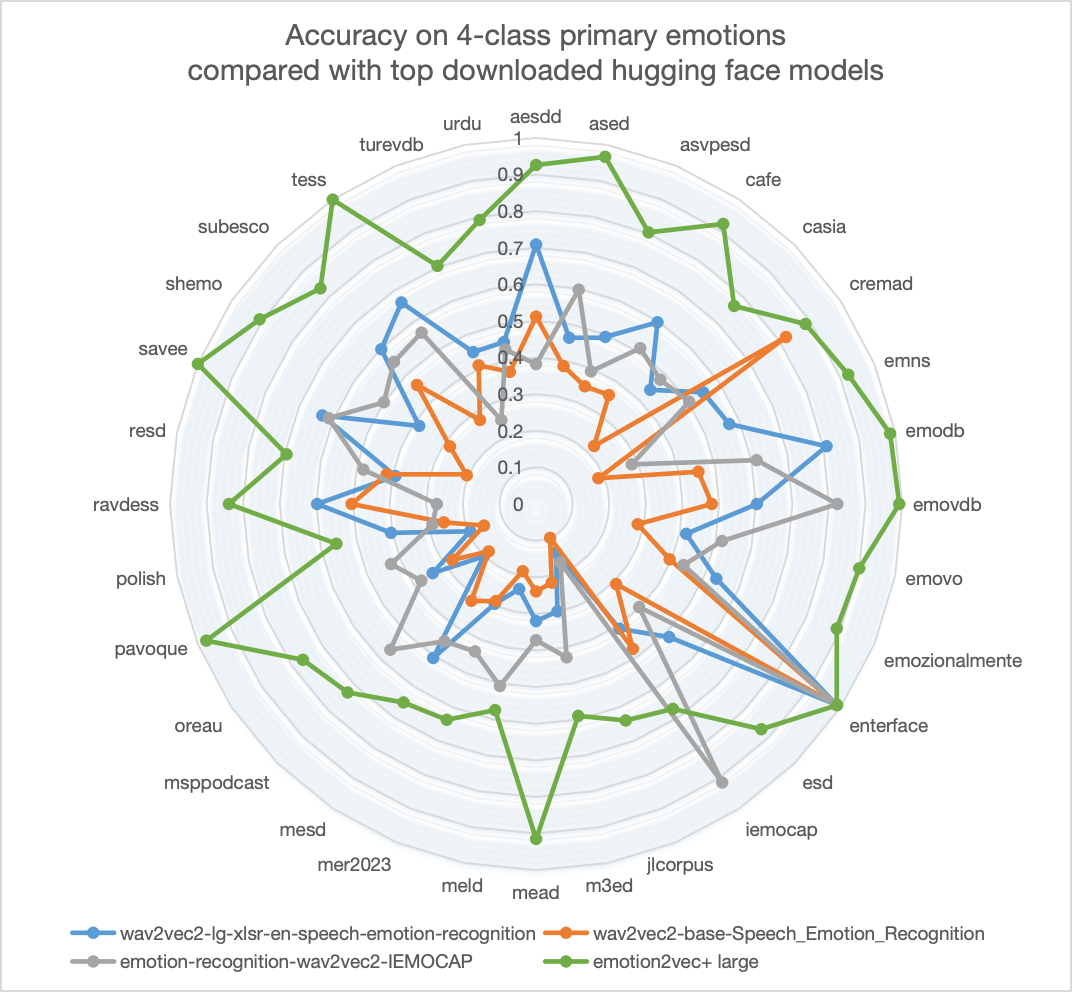 Accuracy on 4-class primary emotions
compared with top downloaded hugging face models
aesdd
ased
asvpesd
cafe
casia
cremad
emns
emodb
emovdb
emovo
emozionalmente
enterface
esd
iemocap
jlcorpus
m3ed
mead
meld
mer2023
mesd
msppodcast
oreau
pavoque
polish
ravdess
resd
savee
shemo
subesco
tess
turevdb
urdu
1
0.9
0.8
0.7
0.6
0.5
0.4
0.3
0.2
0.1
0
wav2vec2-lg-xlsr-en-speech-emotion-recognition
wav2vec2-base-Speech_Emotion_Recognition
emotion-recognition-wav2vec2-IEMOCAP
emotion2vec+ large